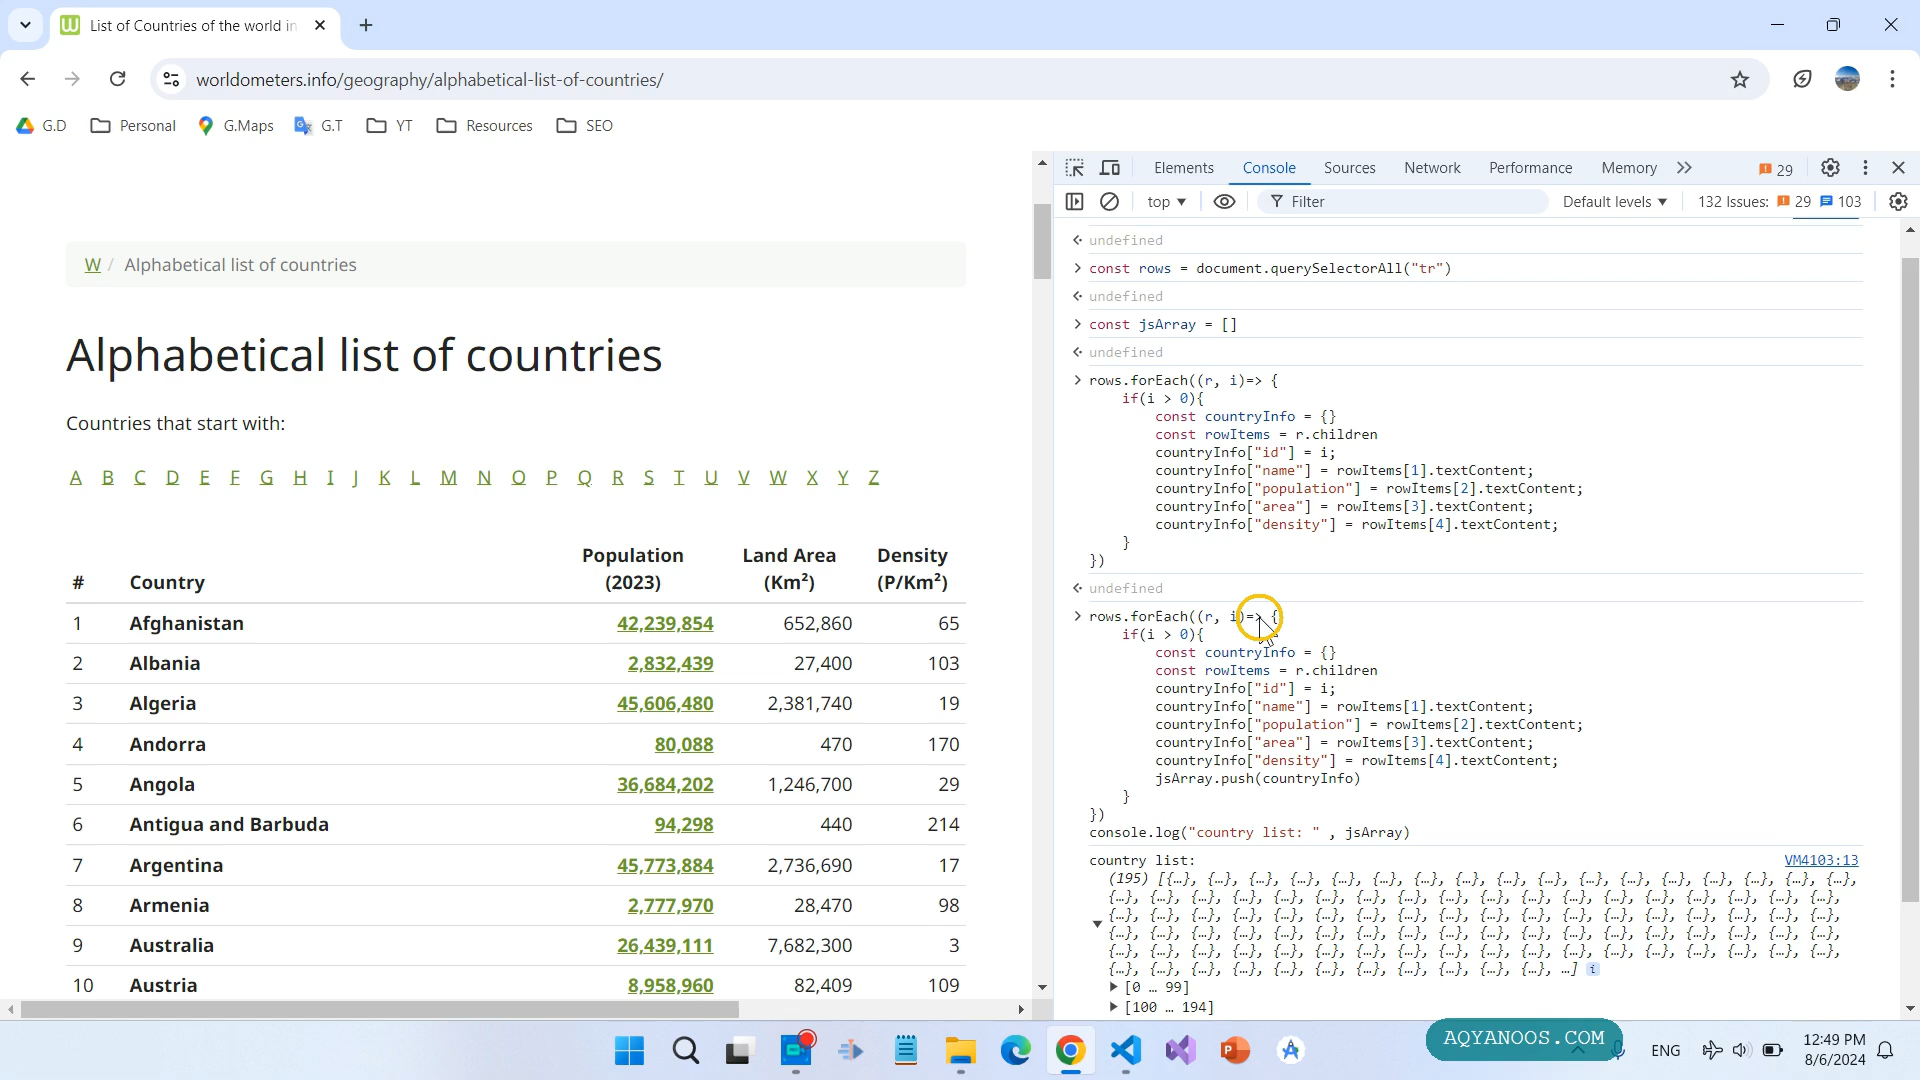 List of Countries of the world in
worldometers.info/geography/alphabetical-list-of-countries/
G.D Personal G.Maps G.T YT Resources SEO
W / Alphabetical list of countries
Alphabetical list of countries
Countries that start with:
A B C D E F G H I J K L M N O P Q R S T U V W X Y Z
# Country Population (2023) Land Area (Km²) Density (P/Km²)
1 Afghanistan 42,239,854 652,860 65
2 Albania 2,832,439 27,400 103
3 Algeria 45,606,480 2,381,740 19
4 Andorra 80,088 470 170
5 Angola 36,684,202 1,246,700 29
6 Antigua and Barbuda 94,298 440 214
7 Argentina 45,773,884 2,736,690 17
8 Armenia 2,777,970 28,470 98
9 Australia 26,439,111 7,682,300 3
10 Austria 8,958,960 82,409 109
Elements Console Sources Network Performance Memory 29
top Filter Default levels 132 Issues: 29 103
undefined
const rows = document.querySelectorAll("tr")
undefined
const jsArray = []
undefined
rows.forEach((r, i)=> {
if(i > 0){
const countryInfo = {}
const rowItems = r.children
countryInfo["id"] = i;
countryInfo["name"] = rowItems[1].textContent;
countryInfo["population"] = rowItems[2].textContent;
countryInfo["area"] = rowItems[3].textContent;
countryInfo["density"] = rowItems[4].textContent;
}
})
undefined
rows.forEach((r, i)=> {
if(i > 0){
const countryInfo = {}
const rowItems = r.children
countryInfo["id"] = i;
countryInfo["name"] = rowItems[1].textContent;
countryInfo["population"] = rowItems[2].textContent;
countryInfo["area"] = rowItems[3].textContent;
countryInfo["density"] = rowItems[4].textContent;
jsArray.push(countryInfo)
}
})
console.log("country list: " , jsArray)
country list: VM4103:13
(195) [{…}, {…}, {…}, {…}, {…}, {…}, {…}, {…}, {…}, {…}, {…}, {…}, {…}, {…}, {…}, {…}, {…},
{…}, {…}, {…}, {…}, {…}, {…}, {…}, {…}, {…}, {…}, {…}, {…}, {…}, {…}, {…}, {…}, {…}, {…},
{…}, {…}, {…}, {…}, {…}, {…}, {…}, {…}, {…}, {…}, {…}, {…}, {…}, {…}, {…}, {…}, {…}, {…},
{…}, {…}, {…}, {…}, {…}, {…}, {…}, {…}, {…}, {…}, {…}, {…}, {…}, {…}, {…}, {…}, {…}, {…},
{…}, {…}, {…}, {…}, {…}, {…}, {…}, {…}, {…}, {…}, {…}, {…}, {…}, {…}, {…}, {…}, {…}, {…},
{…}, {…}, {…}, {…}, {…}, {…}, {…}, {…}, {…}, {…}, {…}, …] i
[0 … 99]
[100 … 194]
AQYANOOS.COM
ENG
12:49 PM
8/6/2024